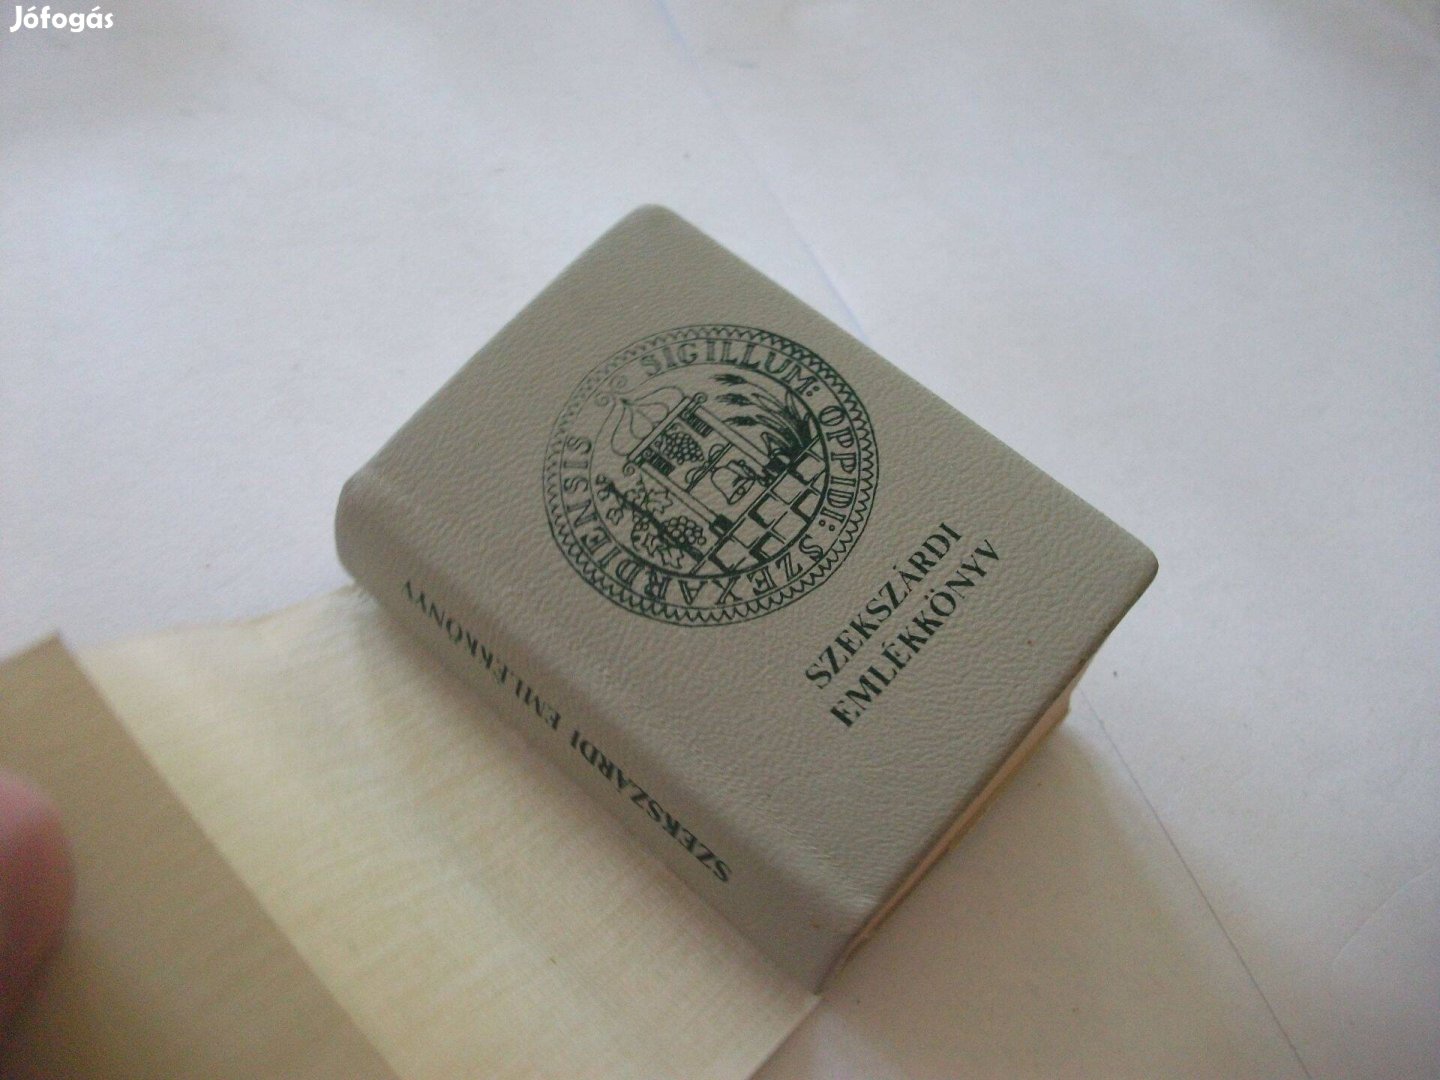 Jófogás
SIGILLUM: OPPIDI: SZEXARDIENSIS
SZEKSZÁRDI
EMLÉKKÖNYV
SZEKSZÁRDI EMLÉKKÖNYV